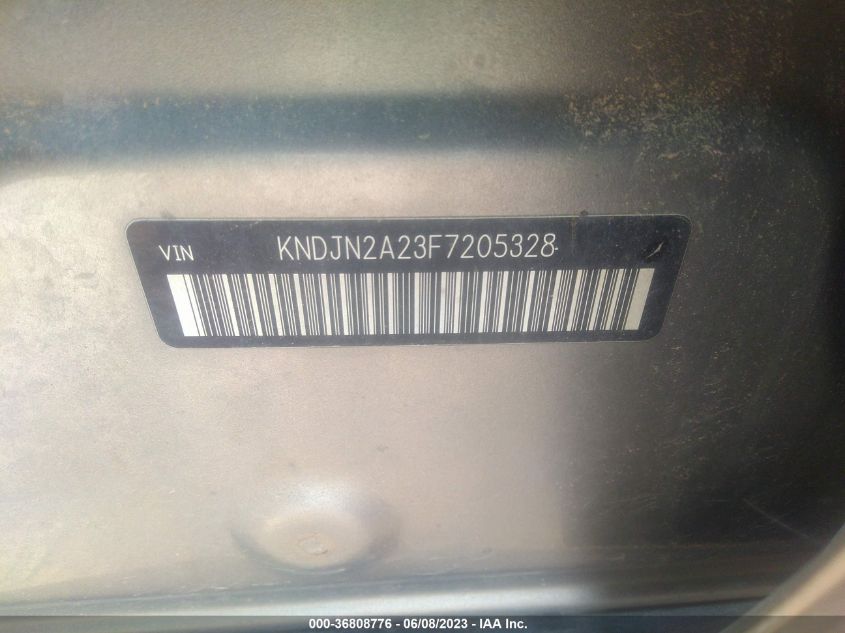 VIN KNDJN2A23F7205328
000-36808776 - 06/08/2023 - IAA Inc.